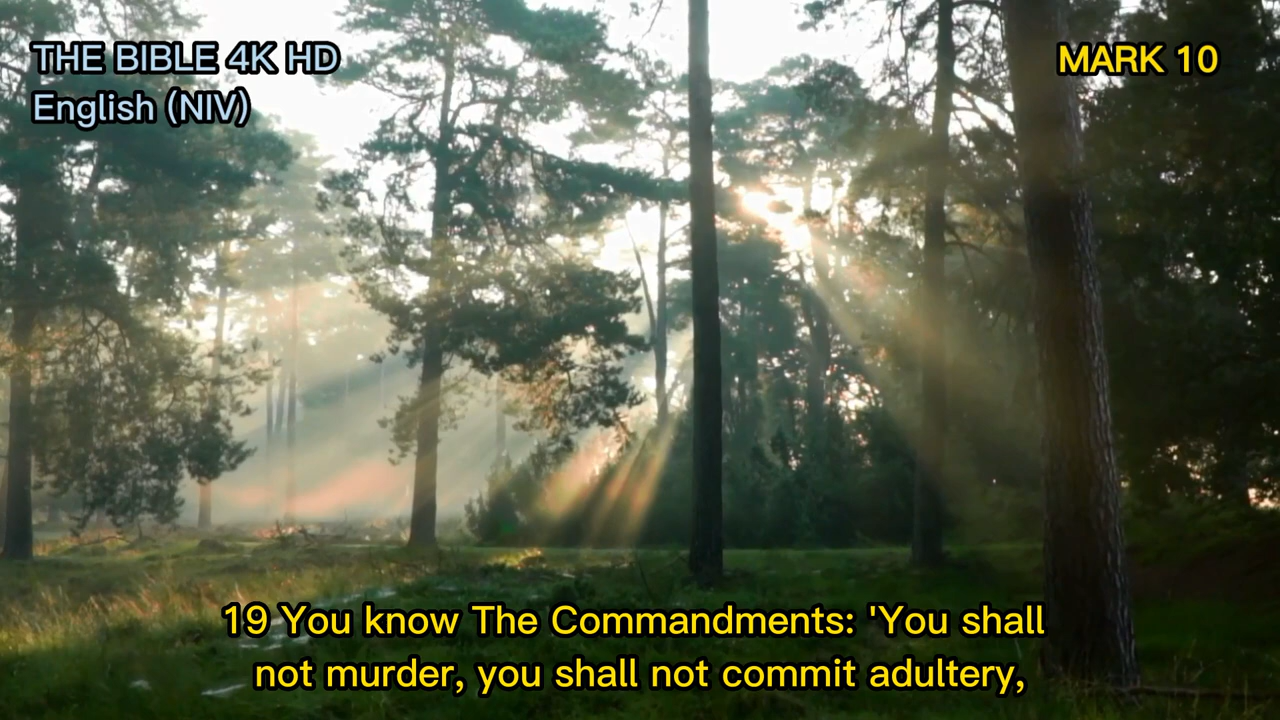 THE BIBLE 4K HD
English (NIV)
MARK 10
19 You know The Commandments: 'You shall
not murder, you shall not commit adultery,